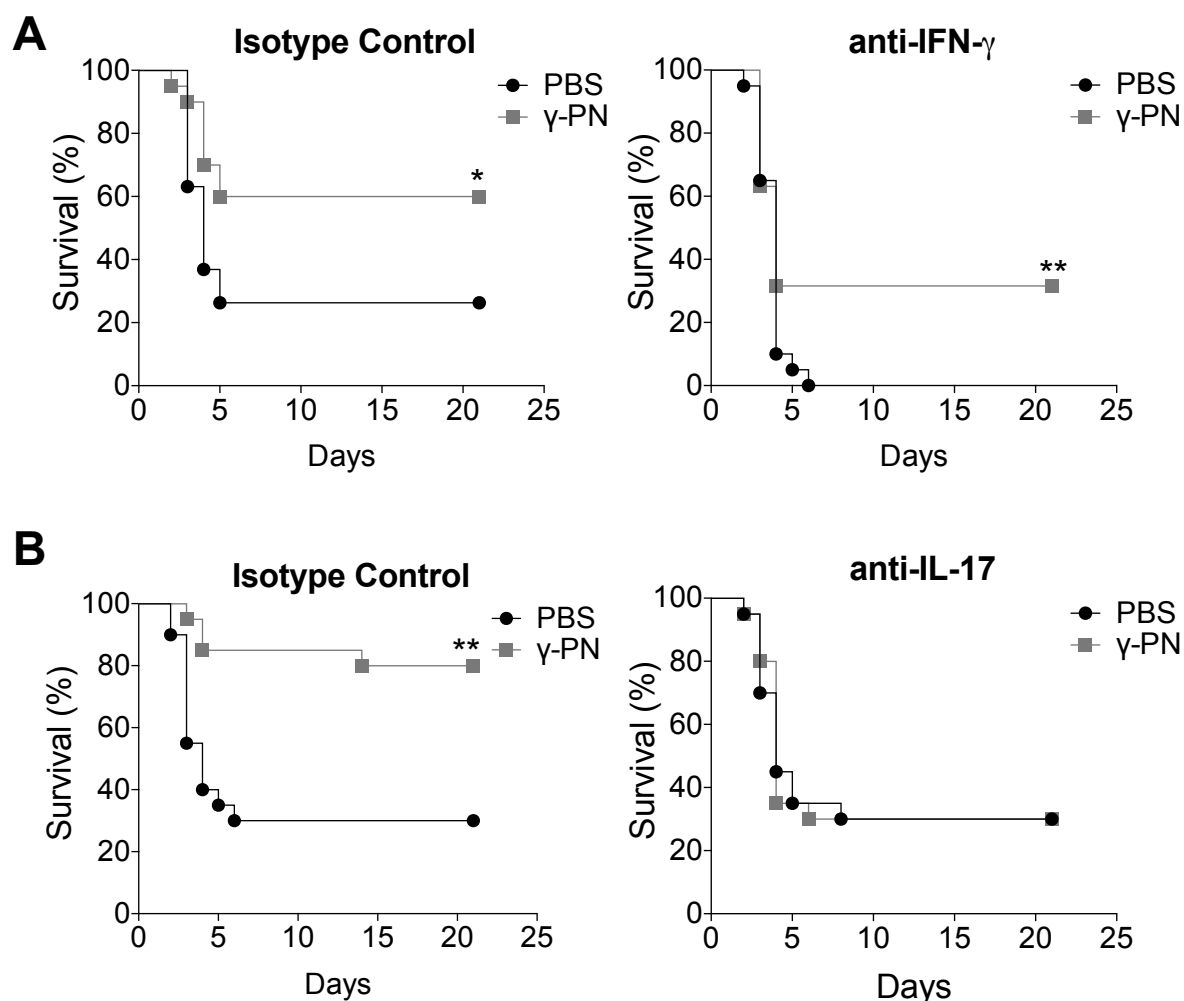 A
Isotype Control
anti-IFN-γ
PBS
γ-PN
PBS
γ-PN
Survival (%)
100
80
60
40
20
0
*
0 5 10 15 20 25
Days
Survival (%)
100
80
60
40
20
0
**
0 5 10 15 20 25
Days
B
Isotype Control
anti-IL-17
PBS
γ-PN
PBS
γ-PN
Survival (%)
100
80
60
40
20
0
**
0 5 10 15 20 25
Days
Survival (%)
100
80
60
40
20
0
0 5 10 15 20 25
Days